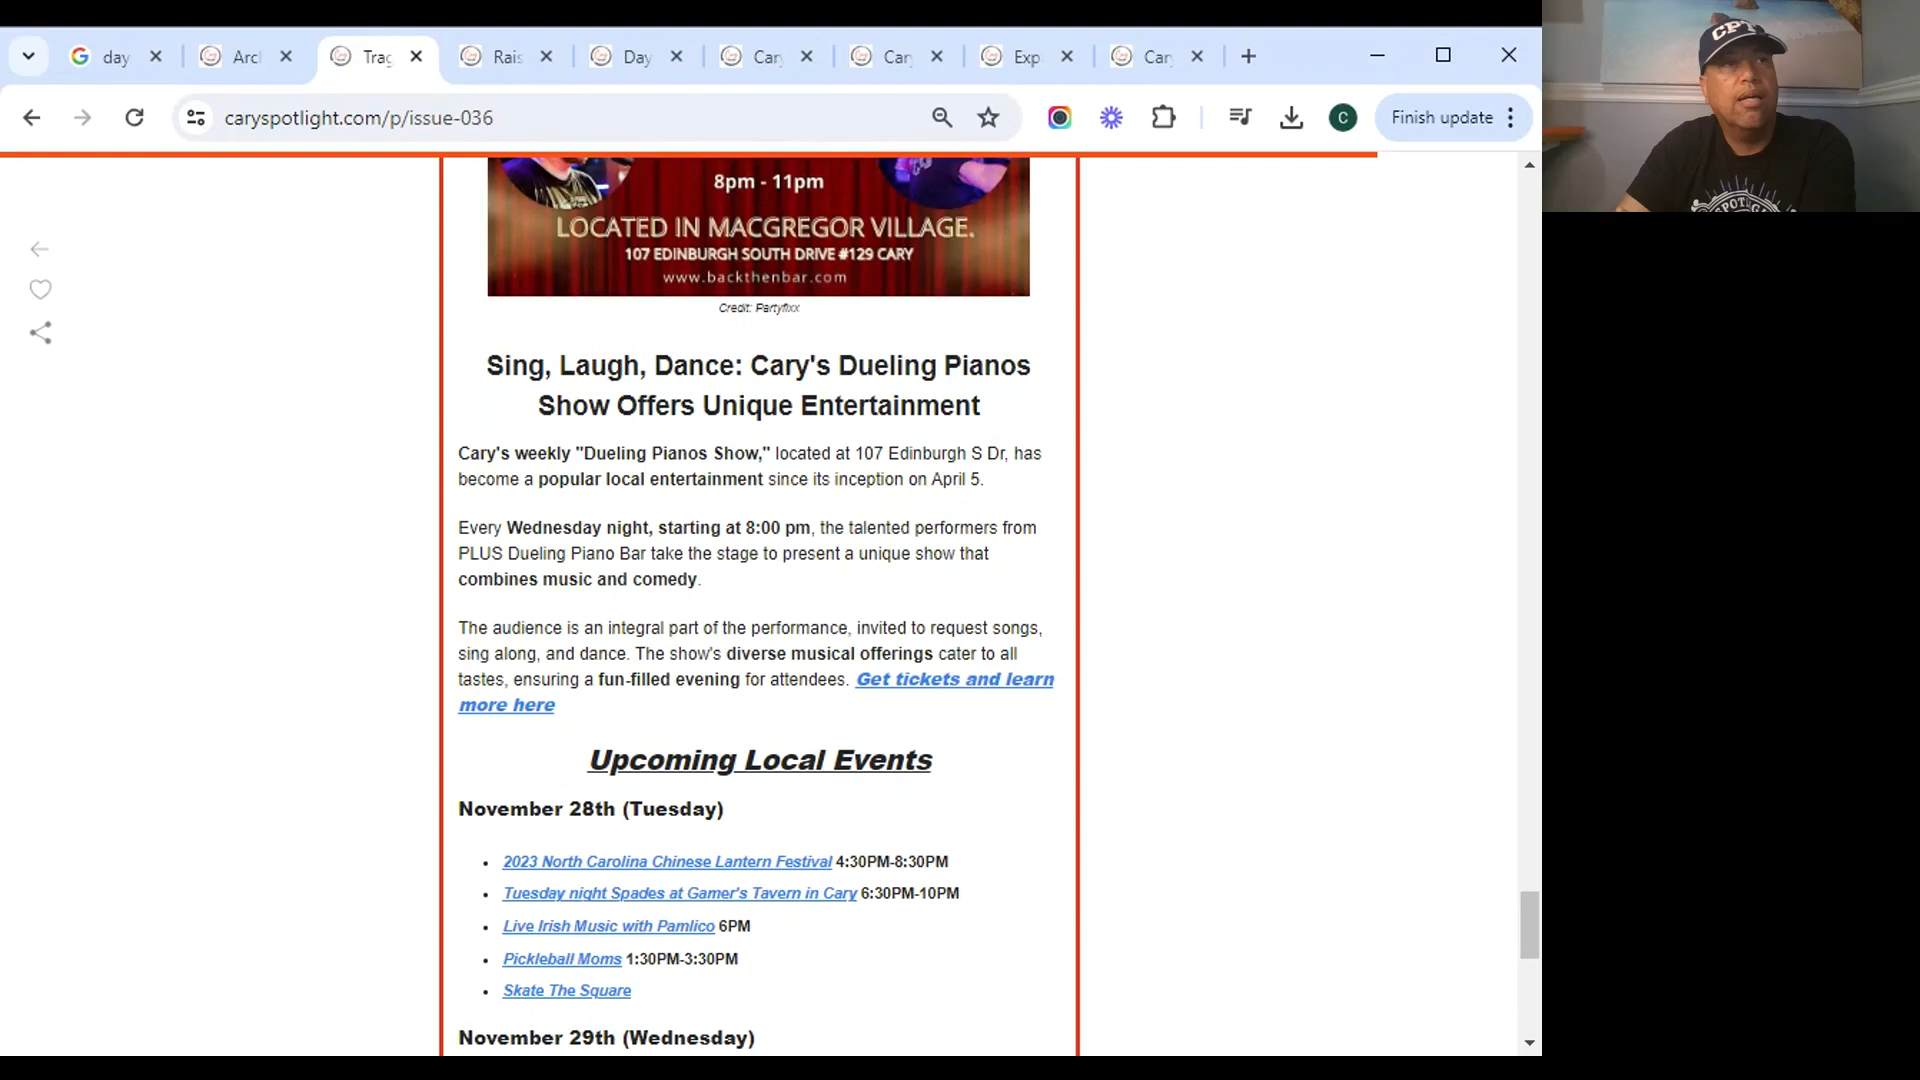 day
Arc
Trag
Rais
Day
Cary
Cary
Exp
Cary
caryspotlight.com/p/issue-036
C
Finish update
CPT
SPOTLIG
8pm - 11pm
LOCATED IN MACGREGOR VILLAGE.
107 EDINBURGH SOUTH DRIVE #129 CARY
www.backthenbar.com
Credit: Partyfixx
Sing, Laugh, Dance: Cary's Dueling Pianos
Show Offers Unique Entertainment
Cary's weekly "Dueling Pianos Show," located at 107 Edinburgh S Dr, has
become a popular local entertainment since its inception on April 5.
Every Wednesday night, starting at 8:00 pm, the talented performers from
PLUS Dueling Piano Bar take the stage to present a unique show that
combines music and comedy.
The audience is an integral part of the performance, invited to request songs,
sing along, and dance. The show's diverse musical offerings cater to all
tastes, ensuring a fun-filled evening for attendees. Get tickets and learn
more here
Upcoming Local Events
November 28th (Tuesday)
• 2023 North Carolina Chinese Lantern Festival 4:30PM-8:30PM
• Tuesday night Spades at Gamer's Tavern in Cary 6:30PM-10PM
• Live Irish Music with Pamlico 6PM
• Pickleball Moms 1:30PM-3:30PM
• Skate The Square
November 29th (Wednesday)